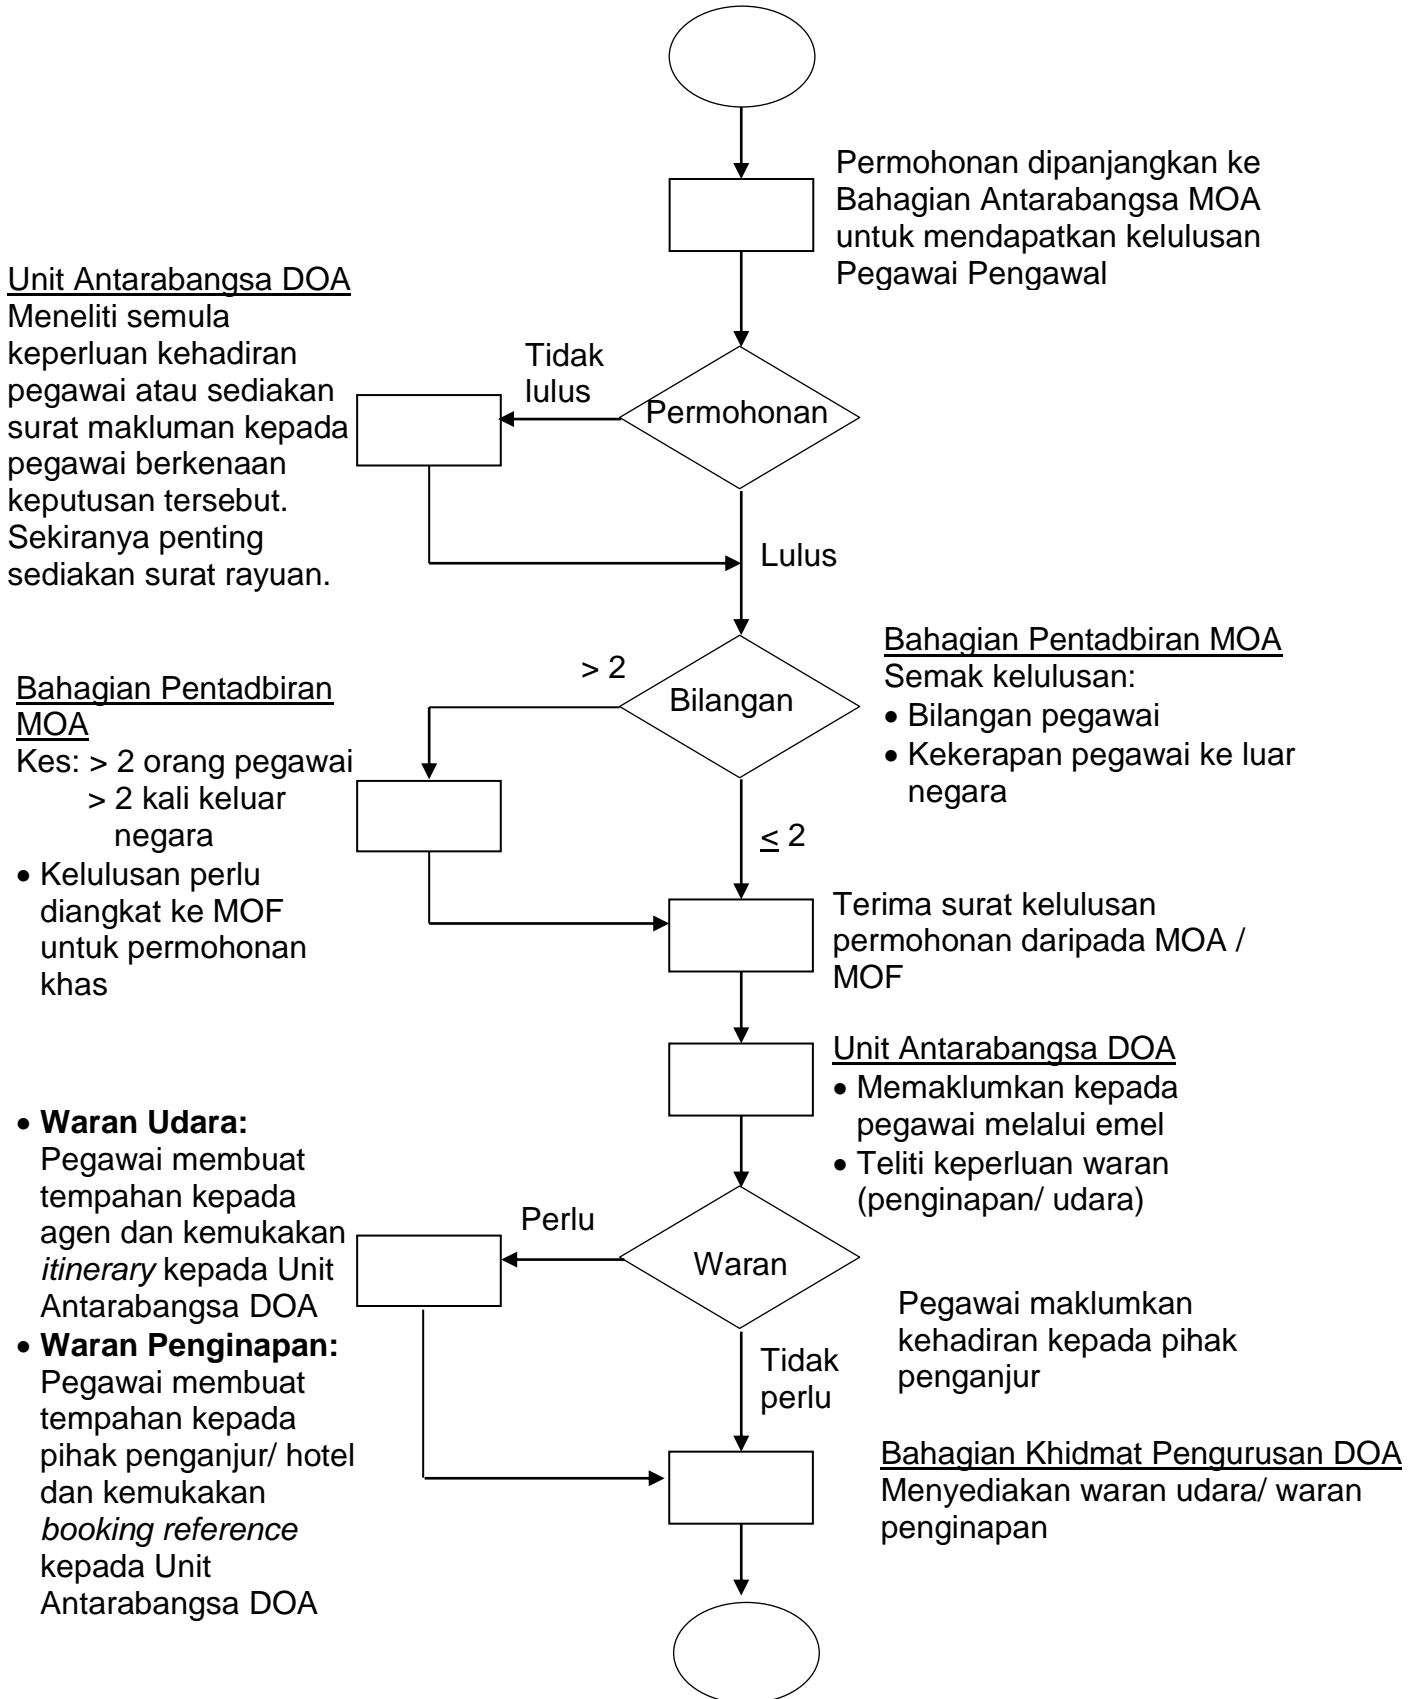 Permohonan dipanjangkan ke
Bahagian Antarabangsa MOA
untuk mendapatkan kelulusan
Pegawai Pengawal
Unit Antarabangsa DOA
Meneliti semula
keperluan kehadiran
pegawai atau sediakan
surat makluman kepada
pegawai berkenaan
keputusan tersebut.
Sekiranya penting
sediakan surat rayuan.
Tidak
lulus
Permohonan
Lulus
Bahagian Pentadbiran MOA
Semak kelulusan:
• Bilangan pegawai
• Kekerapan pegawai ke luar
negara
> 2
Bilangan
Bahagian Pentadbiran
MOA
Kes: > 2 orang pegawai
> 2 kali keluar
negara
• Kelulusan perlu
diangkat ke MOF
untuk permohonan
khas
≤ 2
Terima surat kelulusan
permohonan daripada MOA /
MOF
Unit Antarabangsa DOA
• Memaklumkan kepada
pegawai melalui emel
• Teliti keperluan waran
(penginapan/ udara)
• Waran Udara:
Pegawai membuat
tempahan kepada
agen dan kemukakan
itinerary kepada Unit
Antarabangsa DOA
• Waran Penginapan:
Pegawai membuat
tempahan kepada
pihak penganjur/ hotel
dan kemukakan
booking reference
kepada Unit
Antarabangsa DOA
Perlu
Waran
Tidak
perlu
Pegawai maklumkan
kehadiran kepada pihak
penganjur
Bahagian Khidmat Pengurusan DOA
Menyediakan waran udara/ waran
penginapan